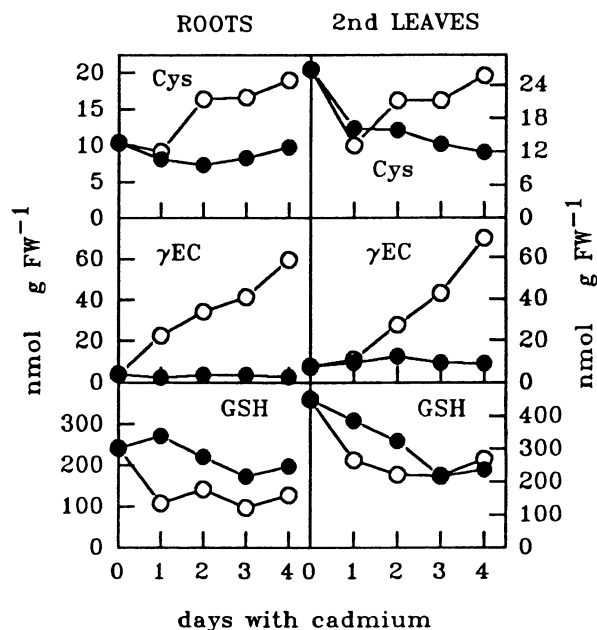 ROOTS 2nd LEAVES
20 Cys 24
15 18
10 12
5 Cys 6
0 0
γEC γEC
60 60
40 40
20 20
0 0
GSH GSH
300 400
200 300
100 200
0 100
0
nmol g FW⁻¹
nmol g FW⁻¹
0 1 2 3 4 0 1 2 3 4
days with cadmium